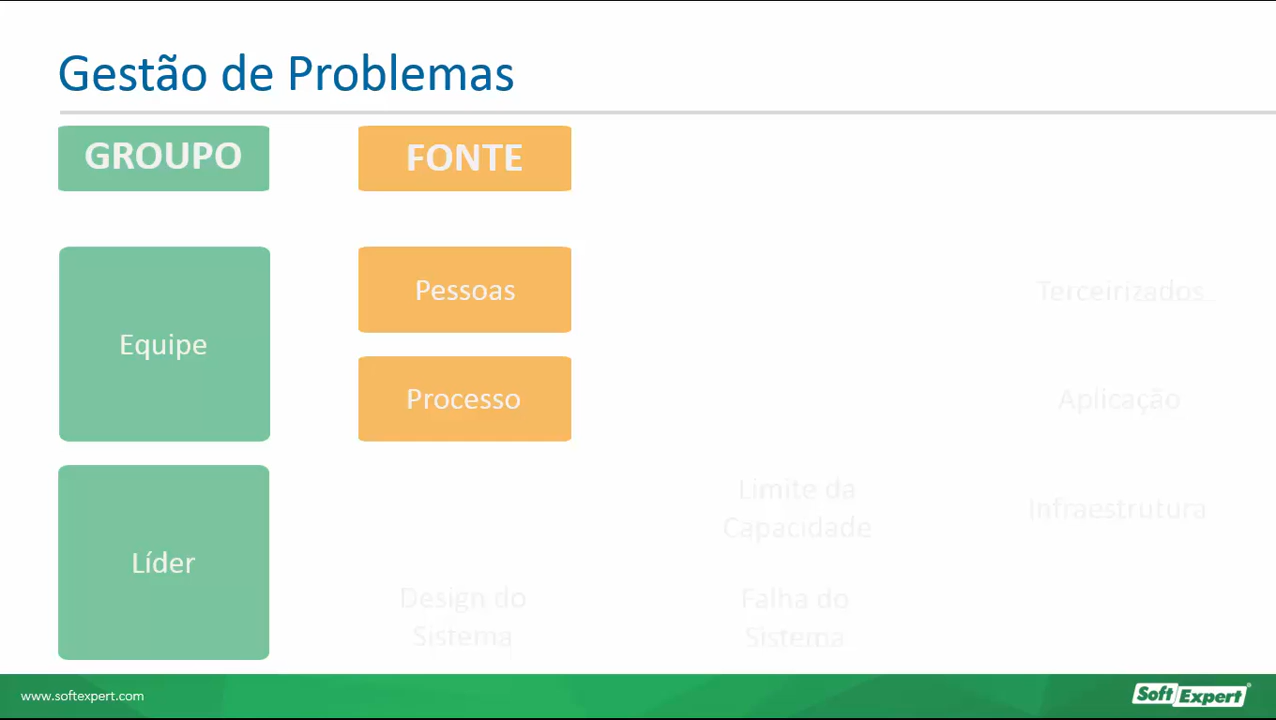 Gestão de Problemas
GROUPO
FONTE
Equipe
Pessoas
Terceirizados
Processo
Aplicação
Líder
Limite da
Capacidade
Infraestrutura
Design do
Sistema
Falha do
Sistema
www.softexpert.com
SoftExpert®